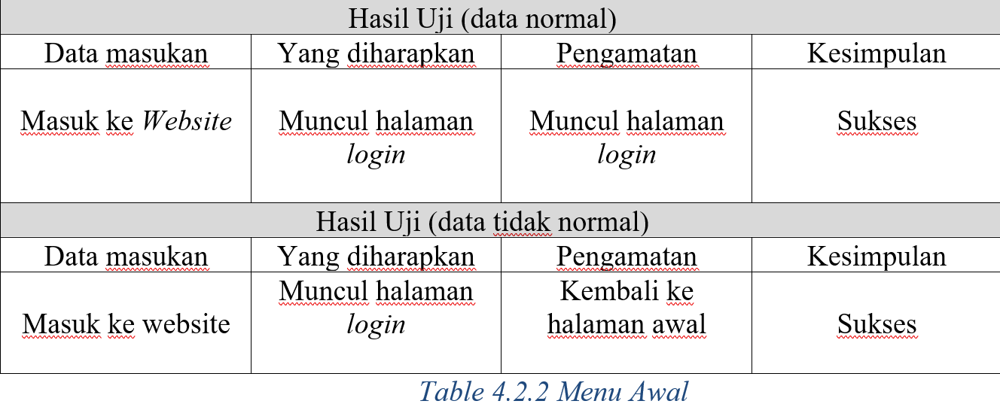 Hasil Uji (data normal)
Data masukan Yang diharapkan Pengamatan Kesimpulan
Masuk ke Website Muncul halaman Muncul halaman Sukses
login login
Hasil Uji (data tidak normal)
Data masukan Yang diharapkan Pengamatan Kesimpulan
Muncul halaman Kembali ke
Masuk ke website login halaman awal Sukses
Table 4.2.2 Menu Awal